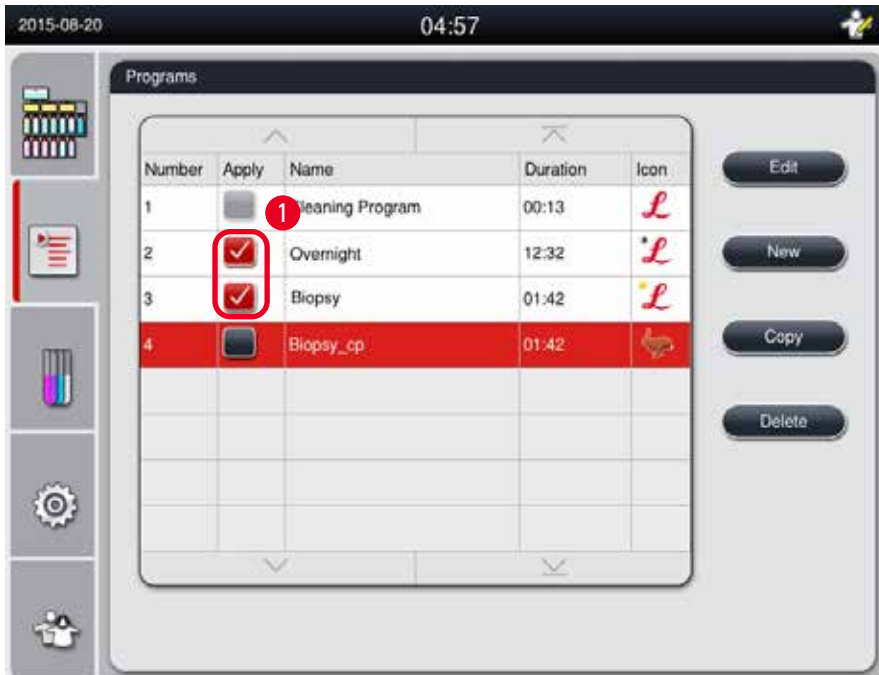 2015-08-20 04:57
Programs
Number Apply Name Duration Icon Edit
1 1 Cleaning Program 00:13 L
2 Overnight 12:32 L New
3 Biopsy 01:42 L
4 Biopsy_cp 01:42 Copy
Delete